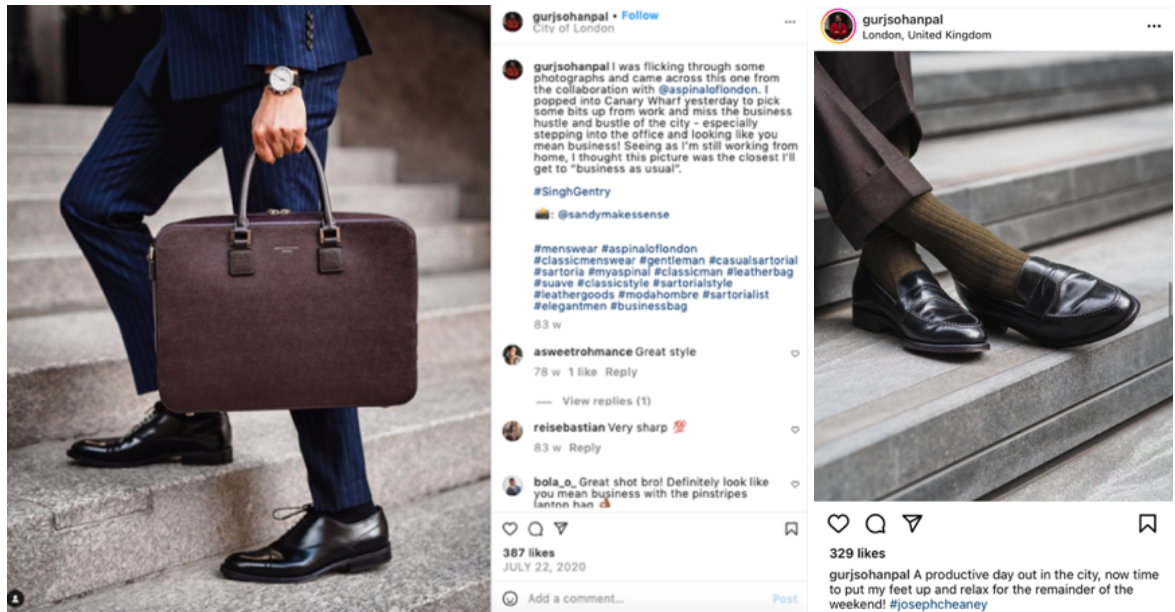 gurjsohanpal • Follow
City of London
gurjsohanpal I was flicking through some
photographs and came across this one from
the collaboration with @aspinaloflondon. I
popped into Canary Wharf yesterday to pick
some bits up from work and miss the business
hustle and bustle of the city - especially
stepping into the office and looking like you
mean business! Seeing as I'm still working from
home, I thought this picture was the closest I'll
get to "business as usual".
#SinghGentry
📸: @sandymakessense
#menswear #aspinaloflondon
#classicmenswear #gentleman #casualsartorial
#sartoria #myaspinal #classicman #leatherbag
#suave #classicstyle #sartorialstyle
#leathergoods #modahombre #sartorialist
#elegantmen #businessbag
83 w
asweetrohmance Great style
78 w 1 like Reply
View replies (1)
reisebastian Very sharp 💯
83 w Reply
bola_o_ Great shot bro! Definitely look like
you mean business with the pinstripes
laptop bag 👌🏽
387 likes
JULY 22, 2020
Add a comment... Post
gurjsohanpal
London, United Kingdom
329 likes
gurjsohanpal A productive day out in the city, now time
to put my feet up and relax for the remainder of the
weekend! #josephcheaney